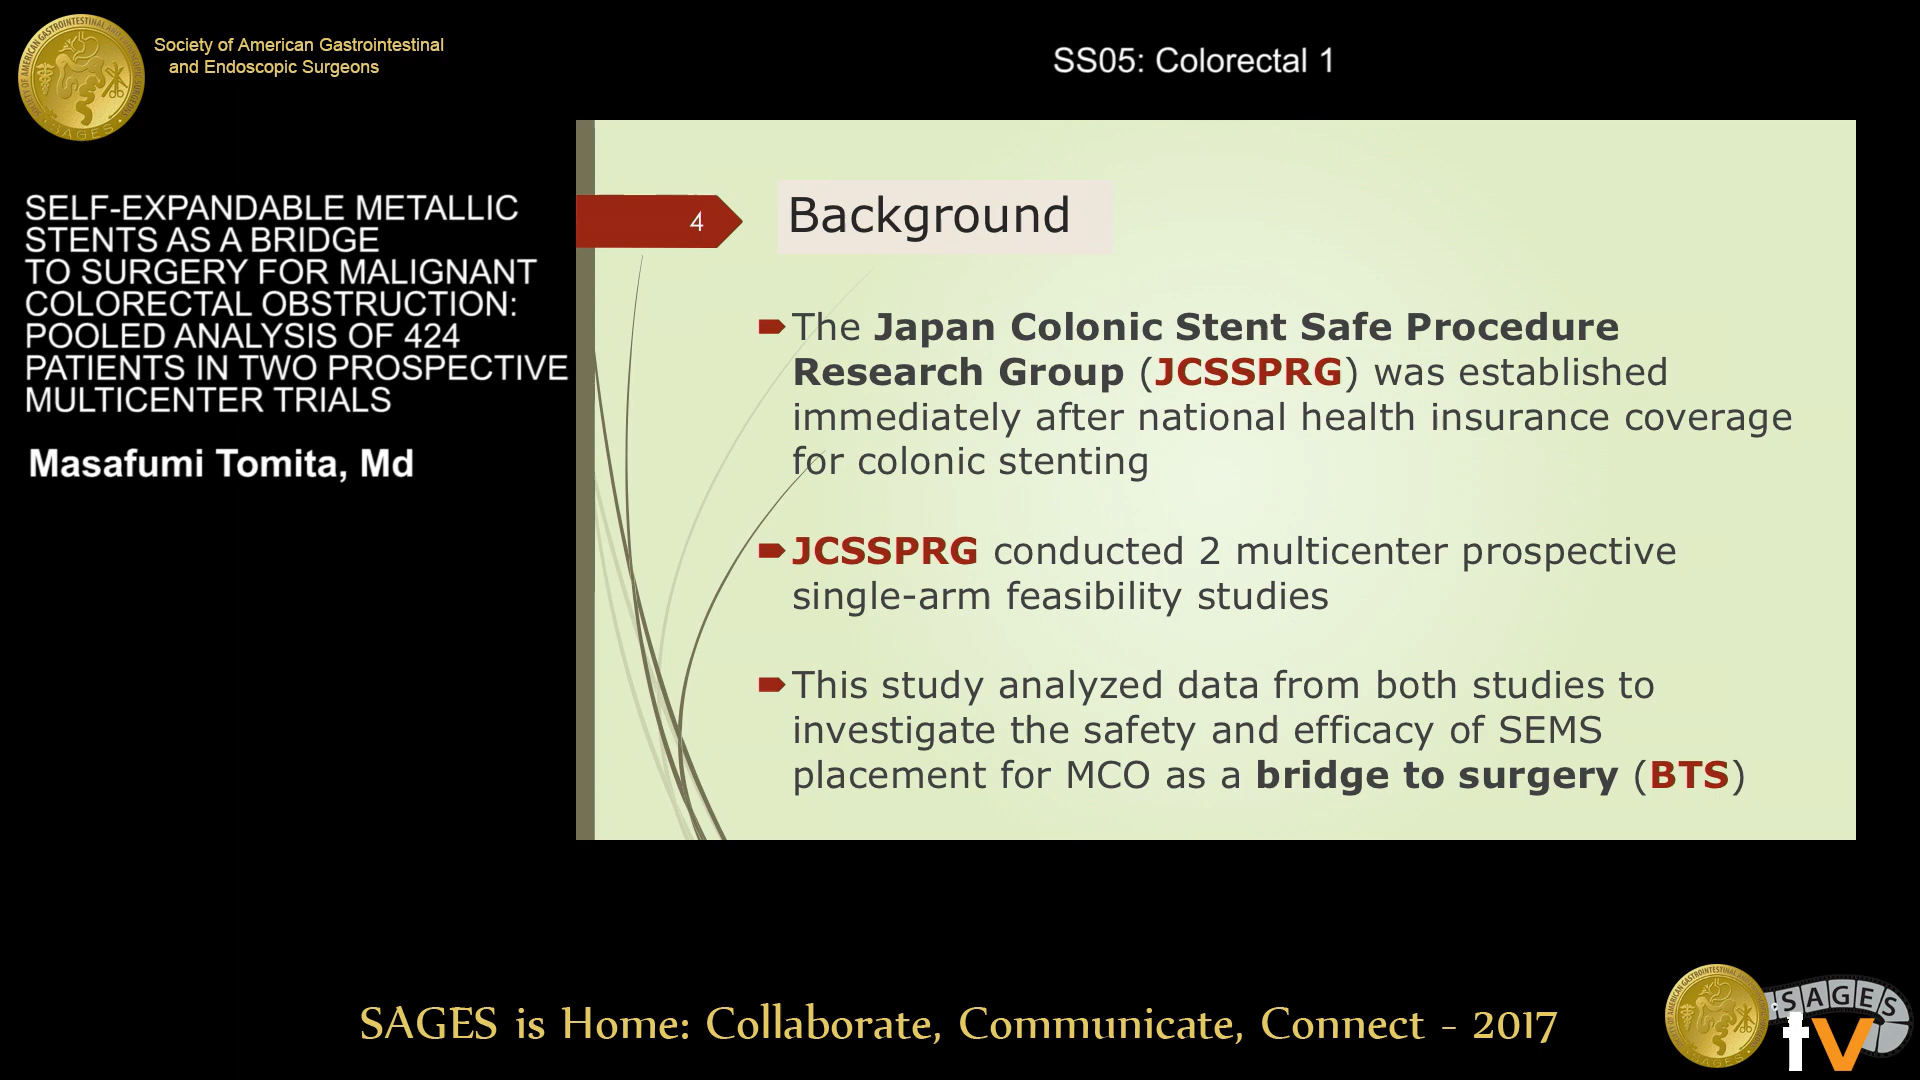 Society of American Gastrointestinal
and Endoscopic Surgeons
SS05: Colorectal 1
SELF-EXPANDABLE METALLIC
STENTS AS A BRIDGE
TO SURGERY FOR MALIGNANT
COLORECTAL OBSTRUCTION:
POOLED ANALYSIS OF 424
PATIENTS IN TWO PROSPECTIVE
MULTICENTER TRIALS
Masafumi Tomita, Md
4
Background
The Japan Colonic Stent Safe Procedure
Research Group (JCSSPRG) was established
immediately after national health insurance coverage
for colonic stenting
JCSSPRG conducted 2 multicenter prospective
single-arm feasibility studies
This study analyzed data from both studies to
investigate the safety and efficacy of SEMS
placement for MCO as a bridge to surgery (BTS)
SAGES is Home: Collaborate, Communicate, Connect - 2017
SAGES
tv